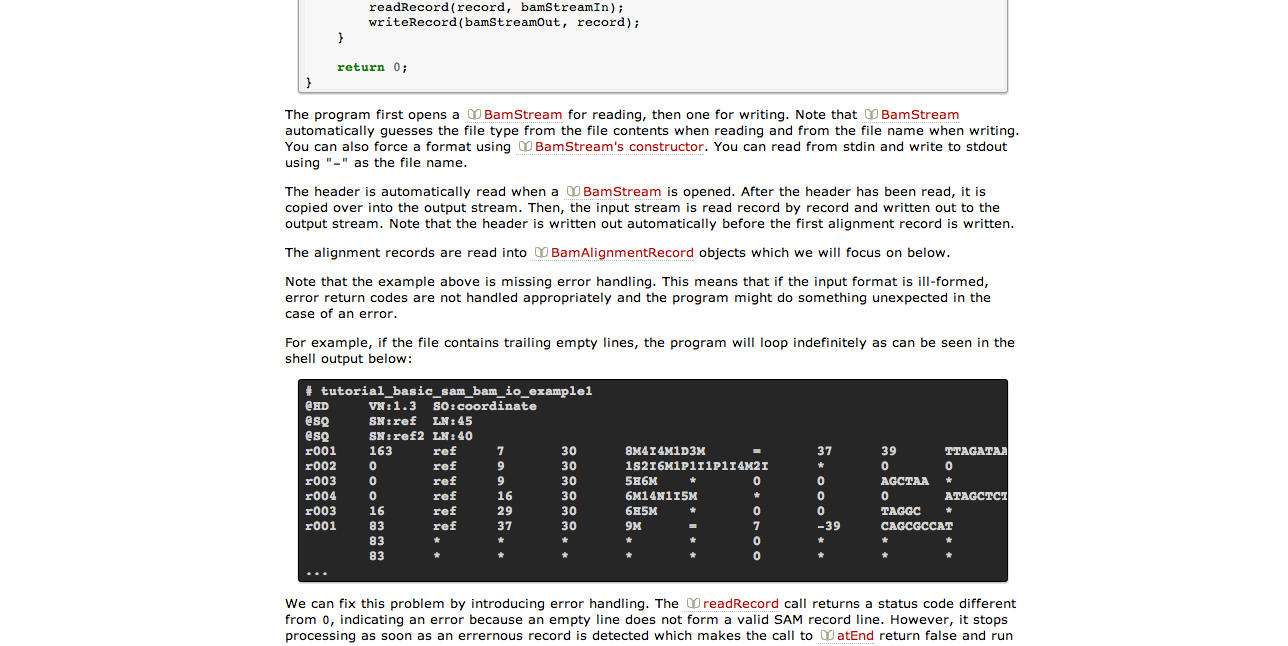 readRecord(record, bamStreamIn);
writeRecord(bamStreamOut, record);
}
return 0;
}
The program first opens a BamStream for reading, then one for writing. Note that BamStream
automatically guesses the file type from the file contents when reading and from the file name when writing.
You can also force a format using BamStream's constructor. You can read from stdin and write to stdout
using "-" as the file name.
The header is automatically read when a BamStream is opened. After the header has been read, it is
copied over into the output stream. Then, the input stream is read record by record and written out to the
output stream. Note that the header is written out automatically before the first alignment record is written.
The alignment records are read into BamAlignmentRecord objects which we will focus on below.
Note that the example above is missing error handling. This means that if the input format is ill-formed,
error return codes are not handled appropriately and the program might do something unexpected in the
case of an error.
For example, if the file contains trailing empty lines, the program will loop indefinitely as can be seen in the
shell output below:
# tutorial_basic_sam_bam_io_example1
@HD VN:1.3 SO:coordinate
@SQ SN:ref LN:45
@SQ SN:ref2 LN:40
r001 163 ref 7 30 8M4I4M1D3M = 37 39 TTAGATAA
r002 0 ref 9 30 1S2I6M1P1I1P1I4M2I * 0 0
r003 0 ref 9 30 5H6M * 0 0 AGCTAA *
r004 0 ref 16 30 6M14N1I5M * 0 0 ATAGCTCT
r003 16 ref 29 30 6H5M * 0 0 TAGGC *
r001 83 ref 37 30 9M = 7 -39 CAGCGCCAT
83 * * * * * 0 * * *
83 * * * * * 0 * * *
...
We can fix this problem by introducing error handling. The readRecord call returns a status code different
from 0, indicating an error because an empty line does not form a valid SAM record line. However, it stops
processing as soon as an errernous record is detected which makes the call to atEnd return false and run